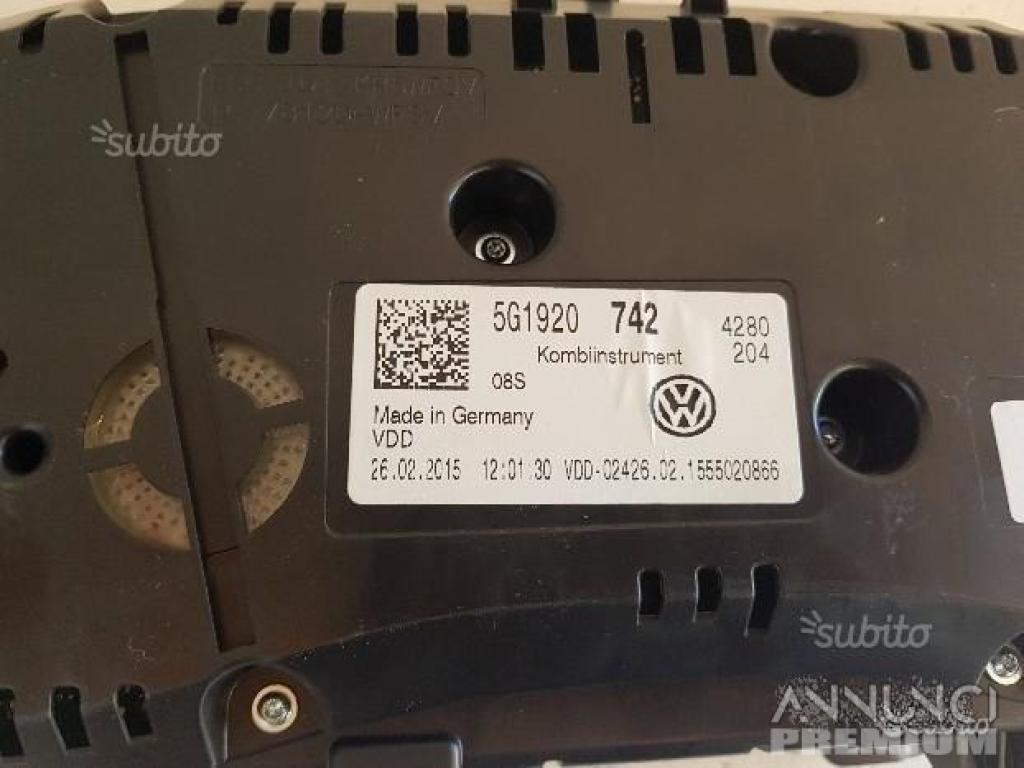 subito
5G1920 742 4280
Kombiinstrument 204
08S
Made in Germany
VDD
26.02.2015 12:01:30 VDD-02426.02.1555020866
subito
subito
ANNUNCI
PREMIUM